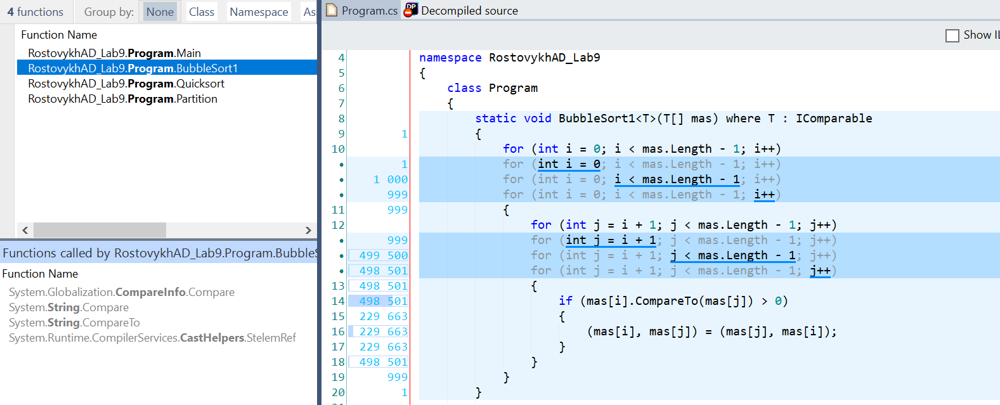 4 functions Group by: None Class Namespace As
Function Name
RostovykhAD_Lab9.Program.Main
RostovykhAD_Lab9.Program.BubbleSort1
RostovykhAD_Lab9.Program.Quicksort
RostovykhAD_Lab9.Program.Partition
Functions called by RostovykhAD_Lab9.Program.BubbleS
Function Name
System.Globalization.CompareInfo.Compare
System.String.Compare
System.String.CompareTo
System.Runtime.CompilerServices.CastHelpers.StelemRef
Program.cs DP Decompiled source
Show IL
4 namespace RostovykhAD_Lab9
5 {
6 class Program
7 {
8 static void BubbleSort1<T>(T[] mas) where T : IComparable
9 1 {
10 for (int i = 0; i < mas.Length - 1; i++)
• 1 for (int i = 0; i < mas.Length - 1; i++)
• 1 000 for (int i = 0; i < mas.Length - 1; i++)
• 999 for (int i = 0; i < mas.Length - 1; i++)
11 999 {
12 for (int j = i + 1; j < mas.Length - 1; j++)
• 999 for (int j = i + 1; j < mas.Length - 1; j++)
• 499 500 for (int j = i + 1; j < mas.Length - 1; j++)
• 498 501 for (int j = i + 1; j < mas.Length - 1; j++)
13 498 501 {
14 498 501 if (mas[i].CompareTo(mas[j]) > 0)
15 229 663 {
16 229 663 (mas[i], mas[j]) = (mas[j], mas[i]);
17 229 663 }
18 498 501 }
19 999 }
20 1 }